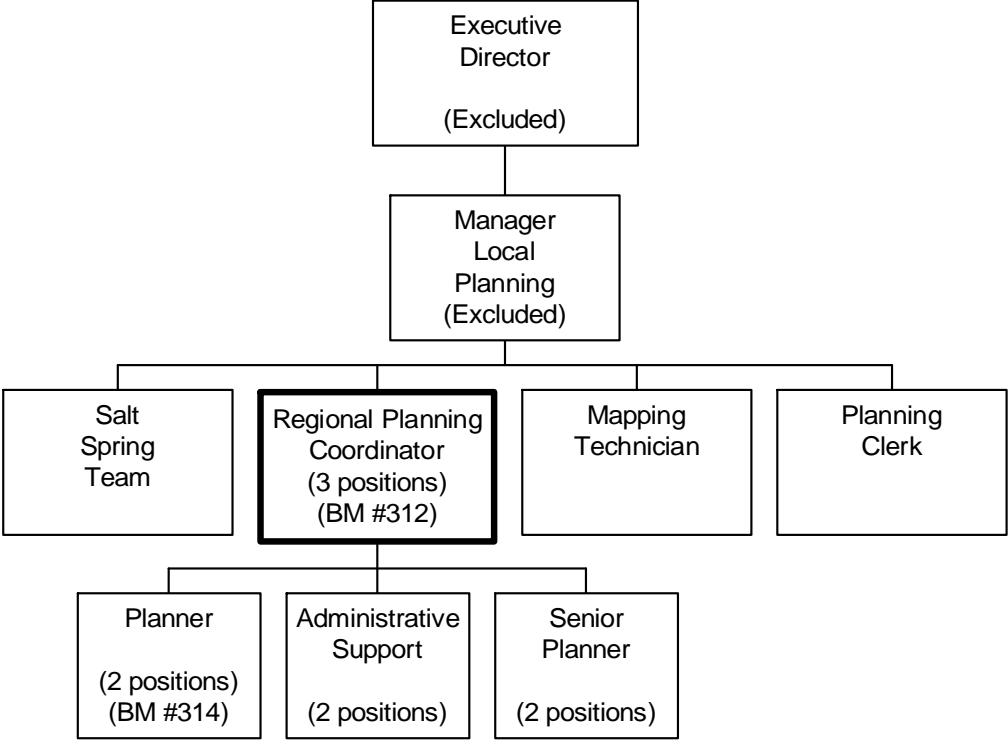 Executive
Director
(Excluded)
Manager
Local
Planning
(Excluded)
Salt
Spring
Team
Regional Planning
Coordinator
(3 positions)
(BM #312)
Mapping
Technician
Planning
Clerk
Planner
(2 positions)
(BM #314)
Administrative
Support
(2 positions)
Senior
Planner
(2 positions)